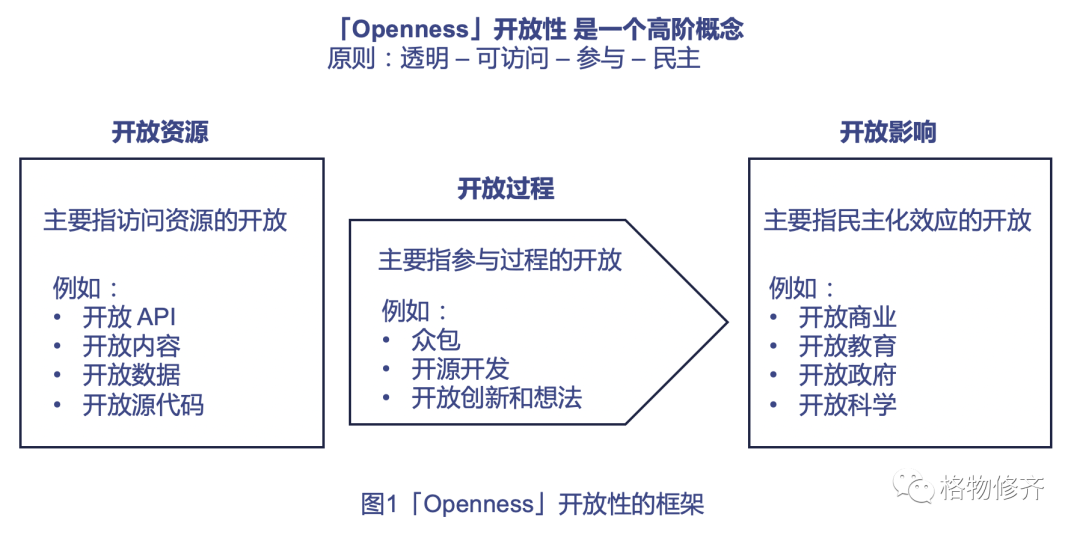 「Openness」开放性 是一个高阶概念
原则：透明 – 可访问 – 参与 – 民主
开放资源
主要指访问资源的开放
例如：
• 开放 API
• 开放内容
• 开放数据
• 开放源代码
开放过程
主要指参与过程的开放
例如：
• 众包
• 开源开发
• 开放创新和想法
开放影响
主要指民主化效应的开放
例如：
• 开放商业
• 开放教育
• 开放政府
• 开放科学
格物修齐
图1「Openness」开放性的框架